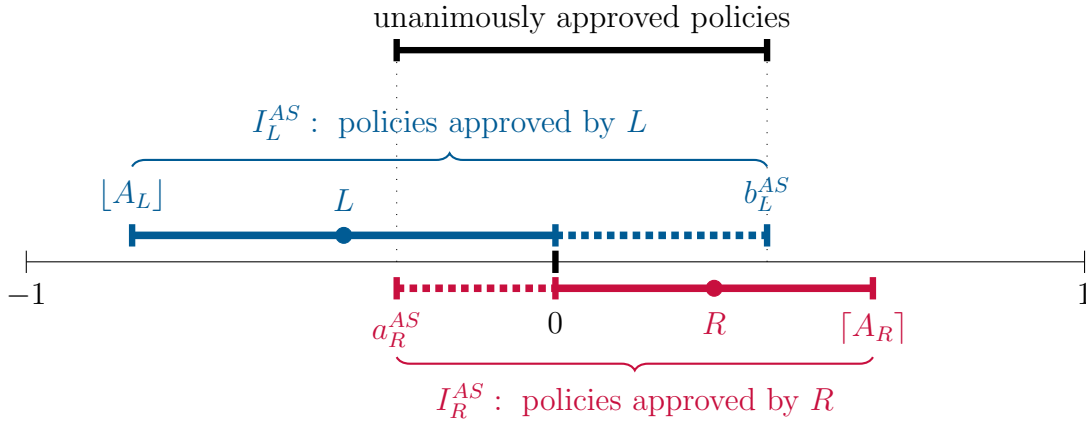 unanimously approved policies
I_L^{AS} : policies approved by L
⌊A_L⌋
L
b_L^{AS}
−1
a_R^{AS}
0
R
⌈A_R⌉
1
I_R^{AS} : policies approved by R